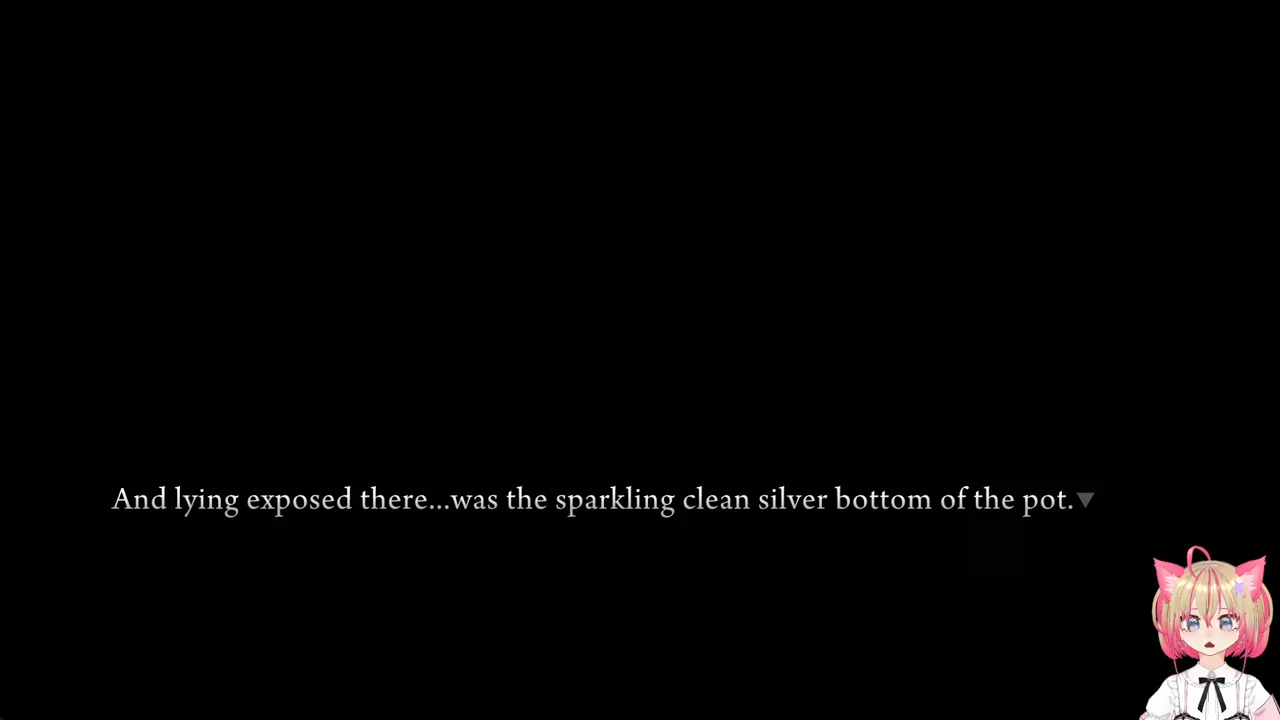 And lying exposed there...was the sparkling clean silver bottom of the pot.